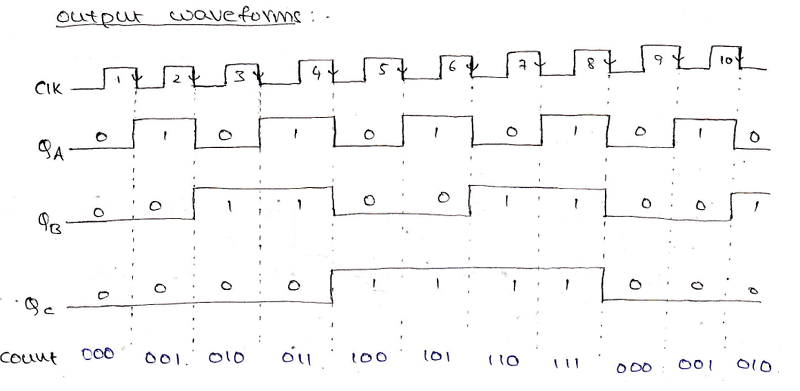 output waveforms:-
1 2 3 4 5 6 7 8 9 10
Clk
0 1 0 1 0 1 0 1 0 1 0
QA
0 0 1 1 0 0 1 1 0 0 1
QB
0 0 0 0 1 1 1 1 0 0 0
Qc
count 000 001. 010 011 100 101 110 111 000 001 010